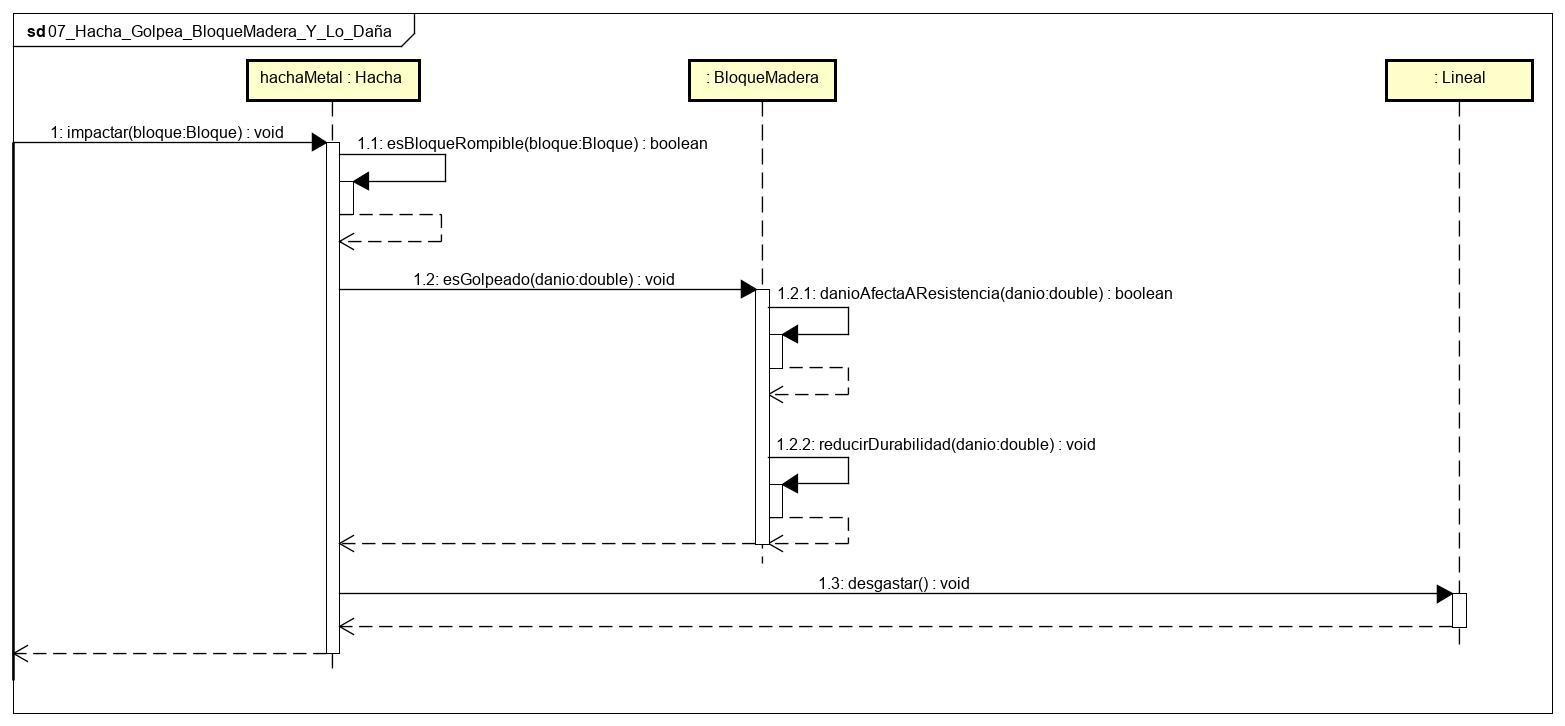 sd 07_Hacha_Golpea_BloqueMadera_Y_Lo_Daña
hachaMetal : Hacha
: BloqueMadera
: Lineal
1: impactar(bloque:Bloque) : void
1.1: esBloqueRompible(bloque:Bloque) : boolean
1.2: esGolpeado(danio:double) : void
1.2.1: danioAfectaAResistencia(danio:double) : boolean
1.2.2: reducirDurabilidad(danio:double) : void
1.3: desgastar() : void